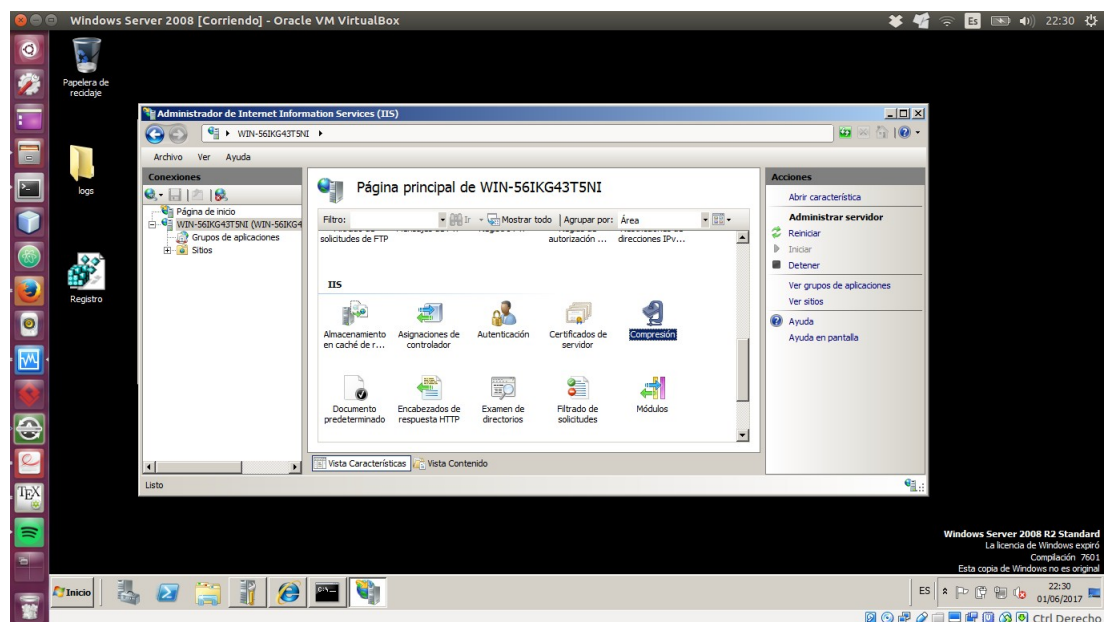 Windows Server 2008 [Corriendo] - Oracle VM VirtualBox
Es
22:30
Papelera de
reciclaje
logs
Registro
Administrador de Internet Information Services (IIS)
WIN-56IKG43T5NI
Archivo Ver Ayuda
Conexiones
Página de inicio
WIN-56IKG43T5NI (WIN-56IKG4
Grupos de aplicaciones
Sitios
Página principal de WIN-56IKG43T5NI
Filtro: Ir Mostrar todo Agrupar por: Área
solicitudes de FTP autorización ... direcciones IPv...
IIS
Almacenamiento
en caché de r...
Asignaciones de
controlador
Autenticación
Certificados de
servidor
Compresión
Documento
predeterminado
Encabezados de
respuesta HTTP
Examen de
directorios
Filtrado de
solicitudes
Módulos
Vista Características Vista Contenido
Listo
Acciones
Abrir característica
Administrar servidor
Reiniciar
Iniciar
Detener
Ver grupos de aplicaciones
Ver sitios
Ayuda
Ayuda en pantalla
TEX
Windows Server 2008 R2 Standard
La licencia de Windows expiró
Compilación 7601
Esta copia de Windows no es original
Inicio
ES
22:30
01/06/2017
Ctrl Derecho